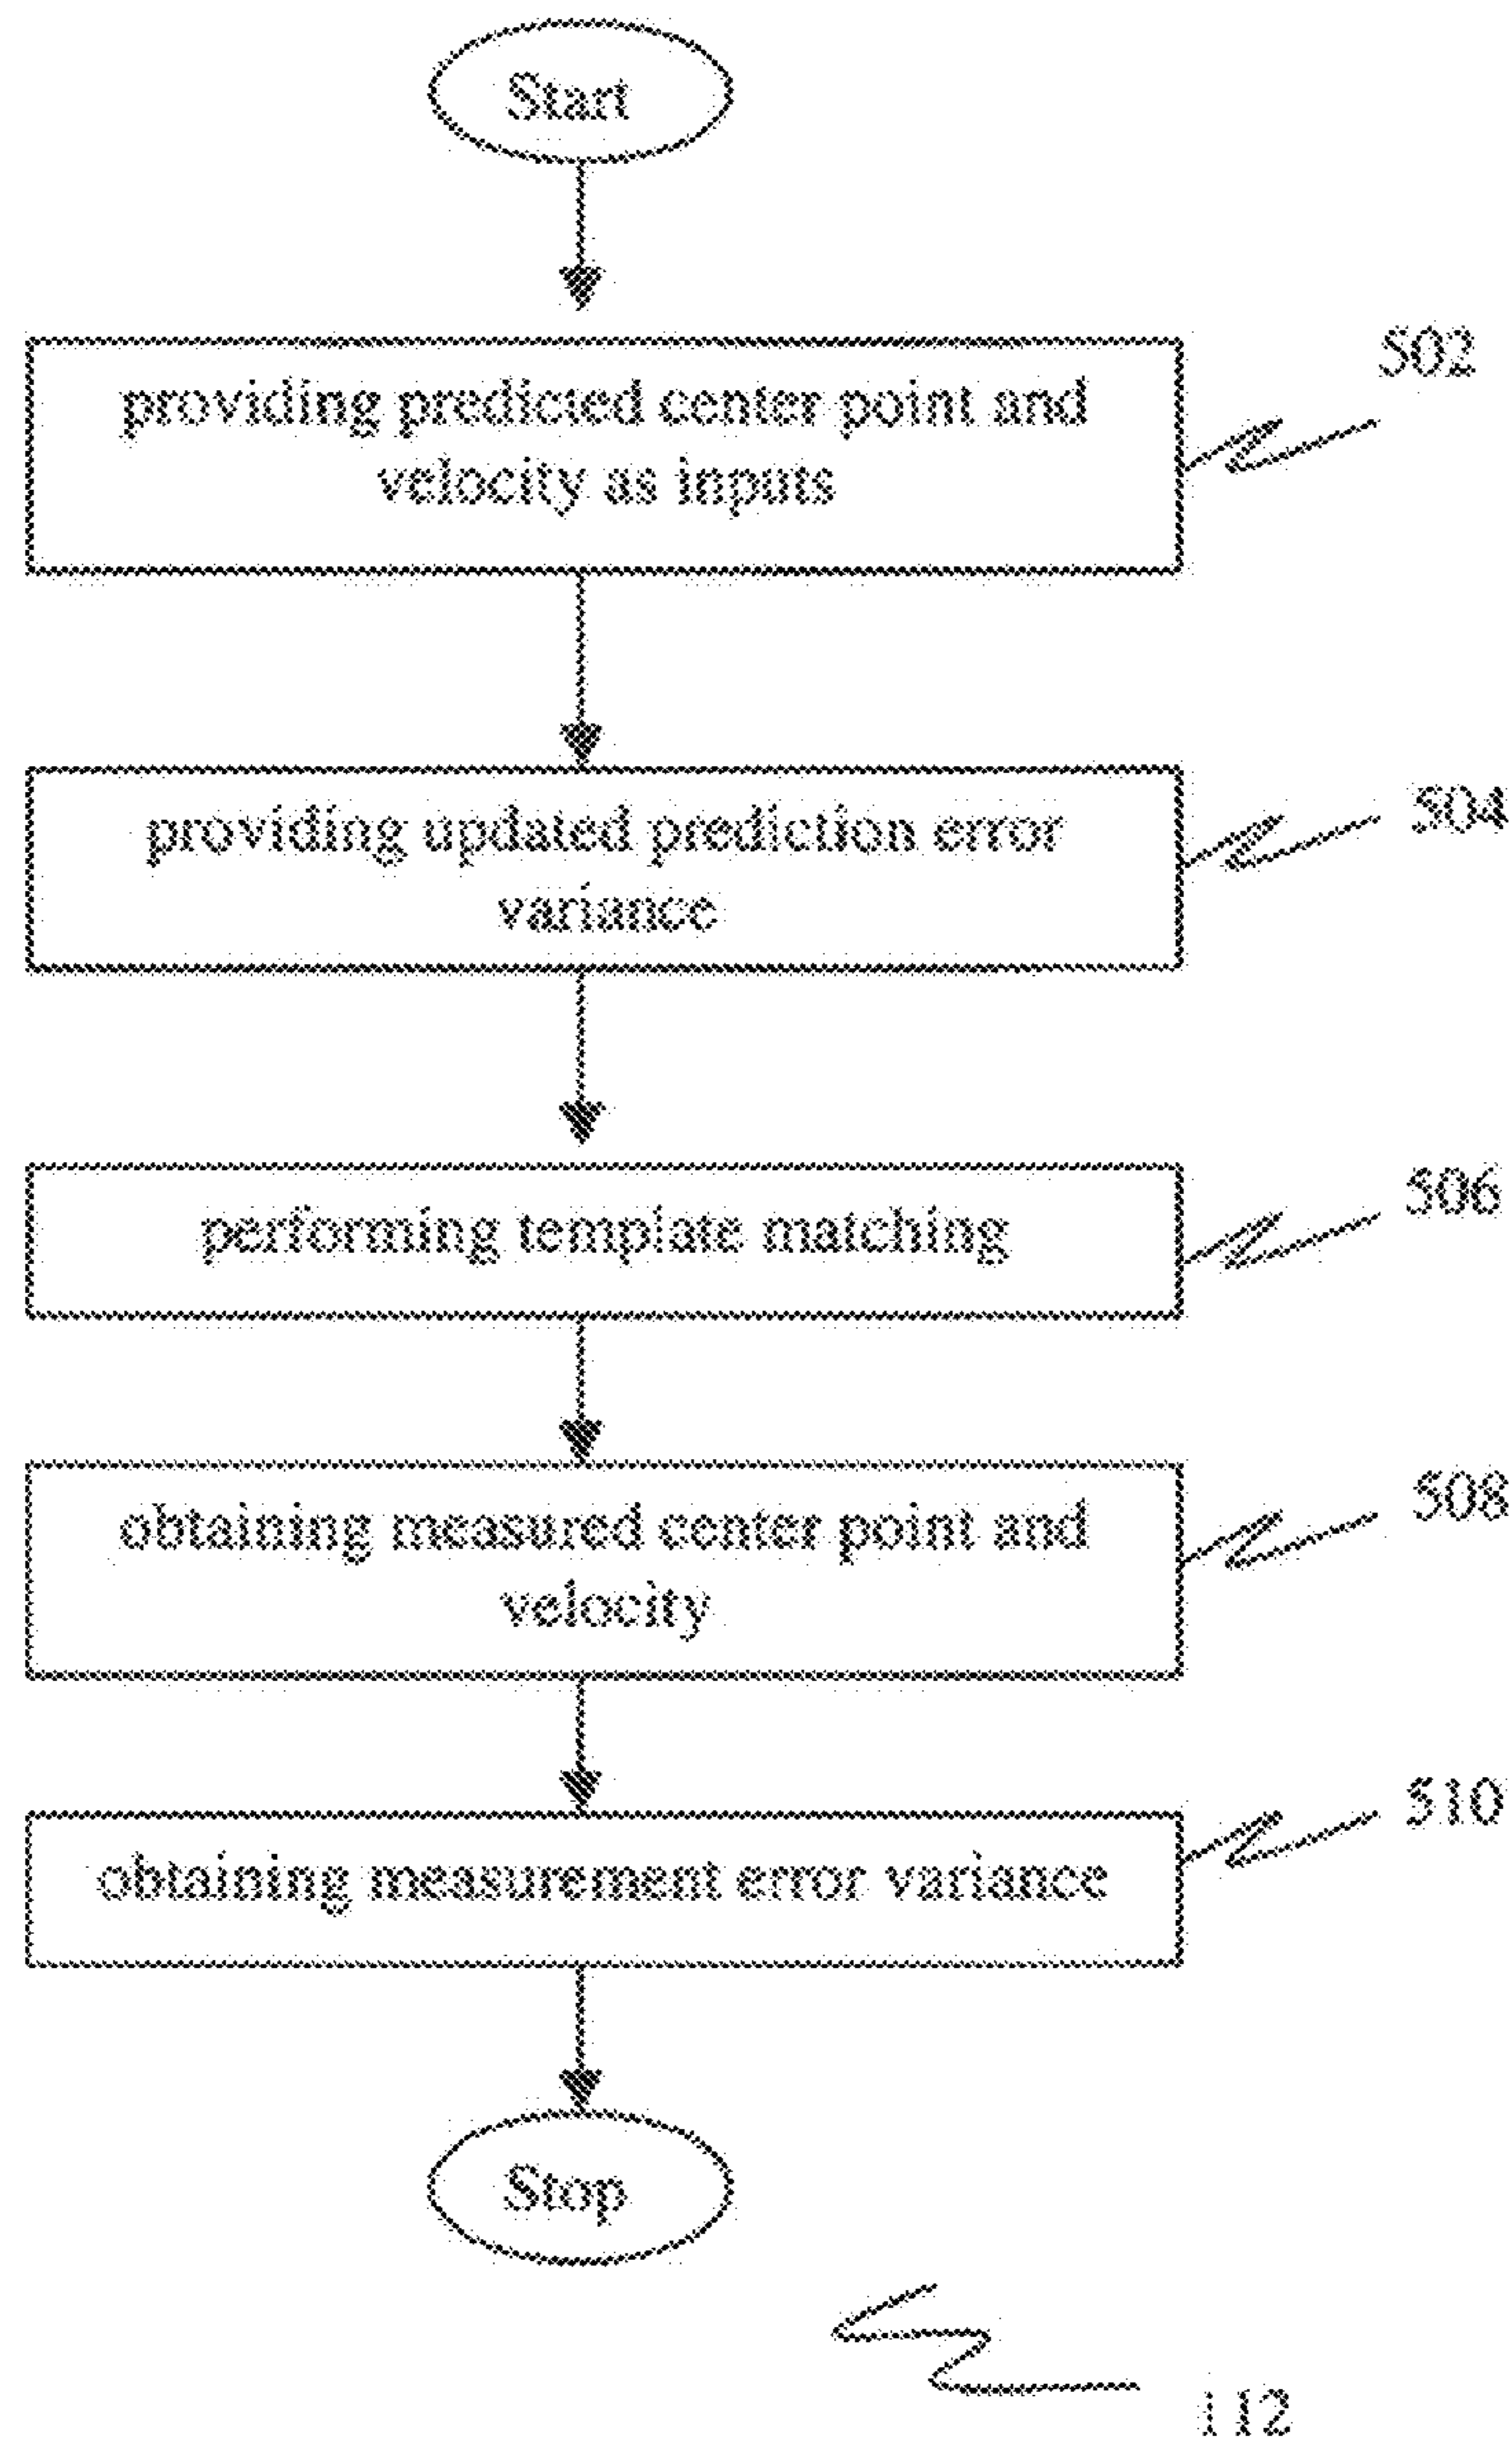 Start
502
providing predicted center point and
velocity as inputs
504
providing updated prediction error
variance
506
performing template matching
508
obtaining measured center point and
velocity
510
obtaining measurement error variance
Stop
112